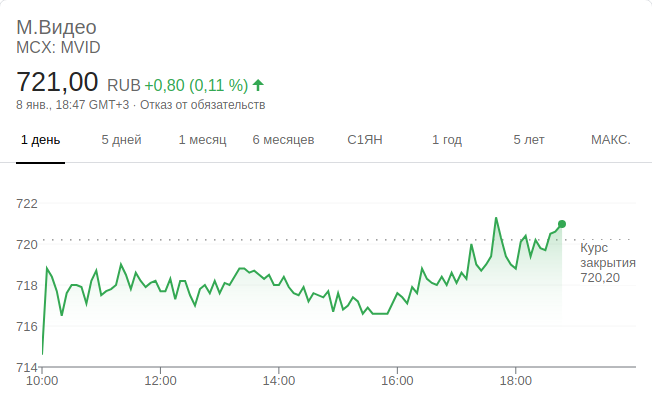 М.Видео
MCX: MVID
721,00 RUB +0,80 (0,11 %)
8 янв., 18:47 GMT+3 · Отказ от обязательств
1 день 5 дней 1 месяц 6 месяцев С1ЯН 1 год 5 лет МАКС.
722
720
718
716
714
Курс
закрытия
720,20
10:00 12:00 14:00 16:00 18:00